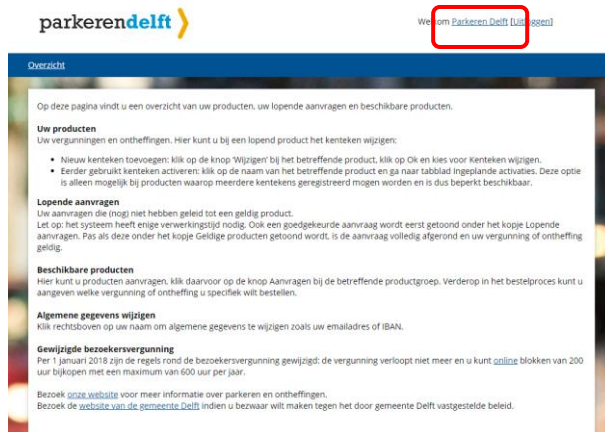 parkerendelft
Welkom Parkeren Delft [Uitloggen]
Overzicht
Op deze pagina vindt u een overzicht van uw producten, uw lopende aanvragen en beschikbare producten.
Uw producten
Uw vergunningen en ontheffingen. Hier kunt u bij een lopend product het kenteken wijzigen:
• Nieuw kenteken toevoegen: klik op de knop 'Wijzigen' bij het betreffende product, klik op Ok en kies voor Kenteken wijzigen.
• Eerder gebruikt kenteken activeren: klik op de naam van het betreffende product en ga naar tabblad Ingeplande activaties. Deze optie
is alleen mogelijk bij producten waarop meerdere kentekens geregistreerd mogen worden en is dus beperkt beschikbaar.
Lopende aanvragen
Uw aanvragen die (nog) niet hebben geleid tot een geldig product.
Let op: het systeem heeft enige verwerkingstijd nodig. Ook een goedgekeurde aanvraag wordt eerst getoond onder het kopje Lopende
aanvragen. Pas als deze onder het kopje Geldige producten getoond wordt, is de aanvraag volledig afgerond en uw vergunning of ontheffing
geldig.
Beschikbare producten
Hier kunt u producten aanvragen, klik daarvoor op de knop Aanvragen bij de betreffende productgroep. Verderop in het bestelproces kunt u
aangeven welke vergunning of ontheffing u specifiek wilt bestellen.
Algemene gegevens wijzigen
Klik rechtsboven op uw naam om algemene gegevens te wijzigen zoals uw emailadres of IBAN.
Gewijzigde bezoekersvergunning
Per 1 januari 2018 zijn de regels rond de bezoekersvergunning gewijzigd: de vergunning verloopt niet meer en u kunt online blokken van 200
uur bijkopen met een maximum van 600 uur per jaar.
Bezoek onze website voor meer informatie over parkeren en ontheffingen.
Bezoek de website van de gemeente Delft indien u bezwaar wilt maken tegen het door gemeente Delft vastgestelde beleid.